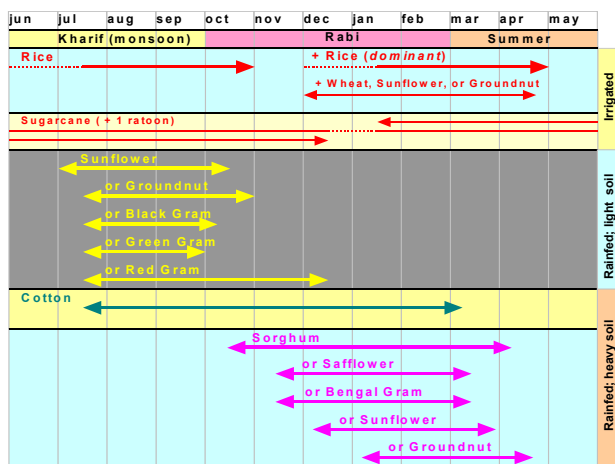 jun jul aug sep oct nov dec jan feb mar apr may
Kharif (monsoon) Rabi Summer
Rice + Rice (dominant)
+ Wheat, Sunflower, or Groundnut
Irrigated
Sugarcane (+ 1 ratoon)
Sunflower
or Groundnut
or Black Gram
or Green Gram
or Red Gram
Rainfed; light soil
Cotton
Sorghum
or Safflower
or Bengal Gram
or Sunflower
or Groundnut
Rainfed; heavy soil